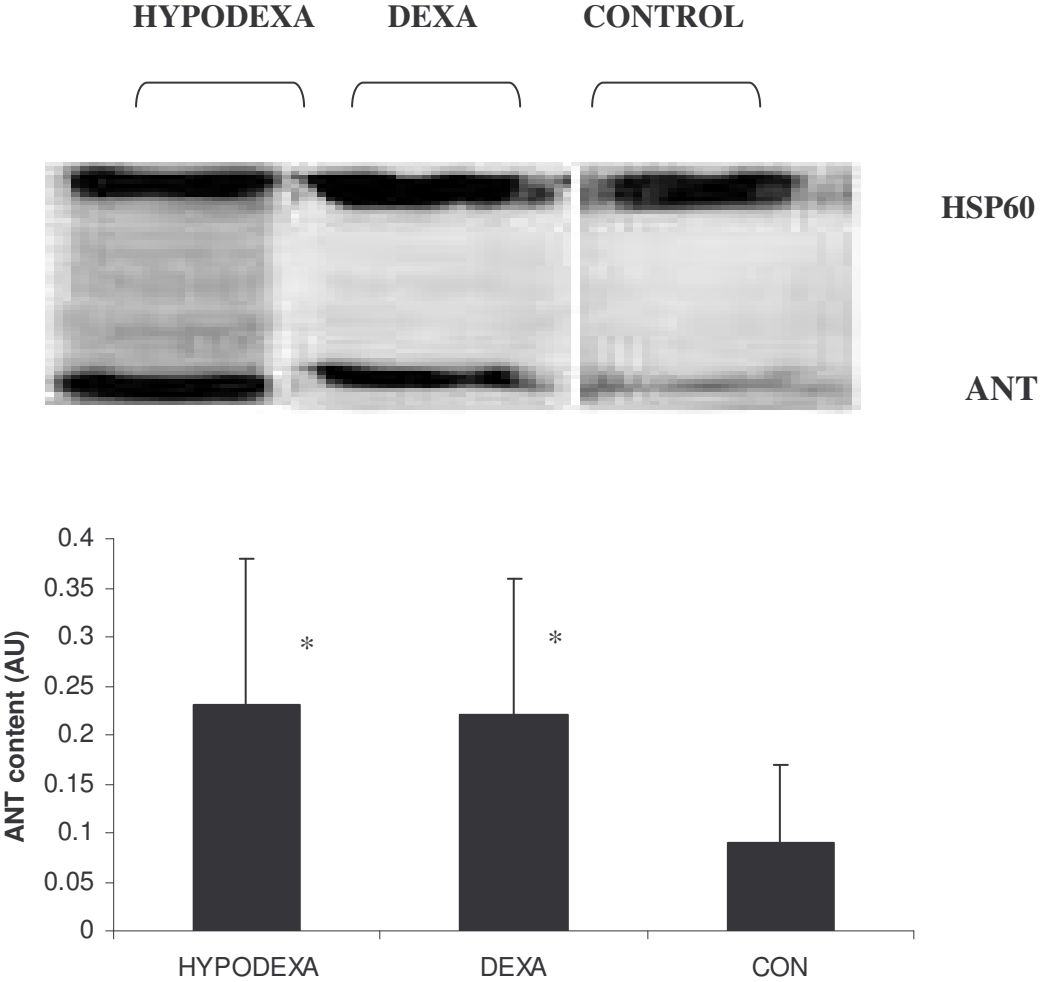 HYPODEXA DEXA CONTROL
HSP60
ANT
0.4
0.35
0.3
0.25
0.2
0.15
0.1
0.05
0
ANT content (AU)
*
*
HYPODEXA DEXA CON